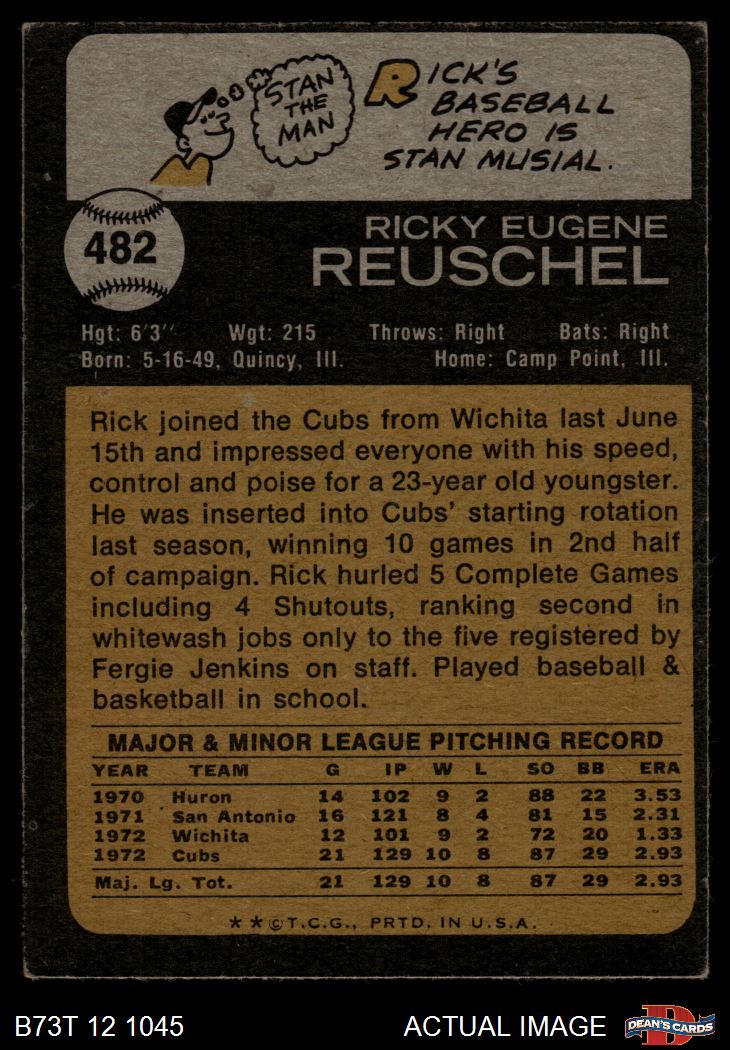 STAN
THE
MAN
RICK'S
BASEBALL
HERO IS
STAN MUSIAL.
482
RICKY EUGENE
REUSCHEL
Hgt: 6'3" Wgt: 215 Throws: Right Bats: Right
Born: 5-16-49, Quincy, Ill. Home: Camp Point, Ill.
Rick joined the Cubs from Wichita last June
15th and impressed everyone with his speed,
control and poise for a 23-year old youngster.
He was inserted into Cubs' starting rotation
last season, winning 10 games in 2nd half
of campaign. Rick hurled 5 Complete Games
including 4 Shutouts, ranking second in
whitewash jobs only to the five registered by
Fergie Jenkins on staff. Played baseball &
basketball in school.
MAJOR & MINOR LEAGUE PITCHING RECORD
YEAR TEAM G IP W L SO BB ERA
1970 Huron 14 102 9 2 88 22 3.53
1971 San Antonio 16 121 8 4 81 15 2.31
1972 Wichita 12 101 9 2 72 20 1.33
1972 Cubs 21 129 10 8 87 29 2.93
Maj. Lg. Tot. 21 129 10 8 87 29 2.93
* * © T.C.G., PRTD. IN U.S.A.
B73T 12 1045 ACTUAL IMAGE D DEAN'S CARDS